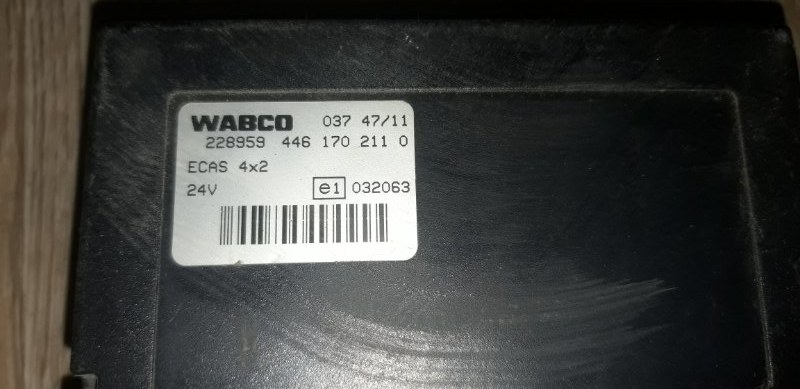 WABCO 037 47/11
228959 446 170 211 0
ECAS 4x2
24V e1 032063